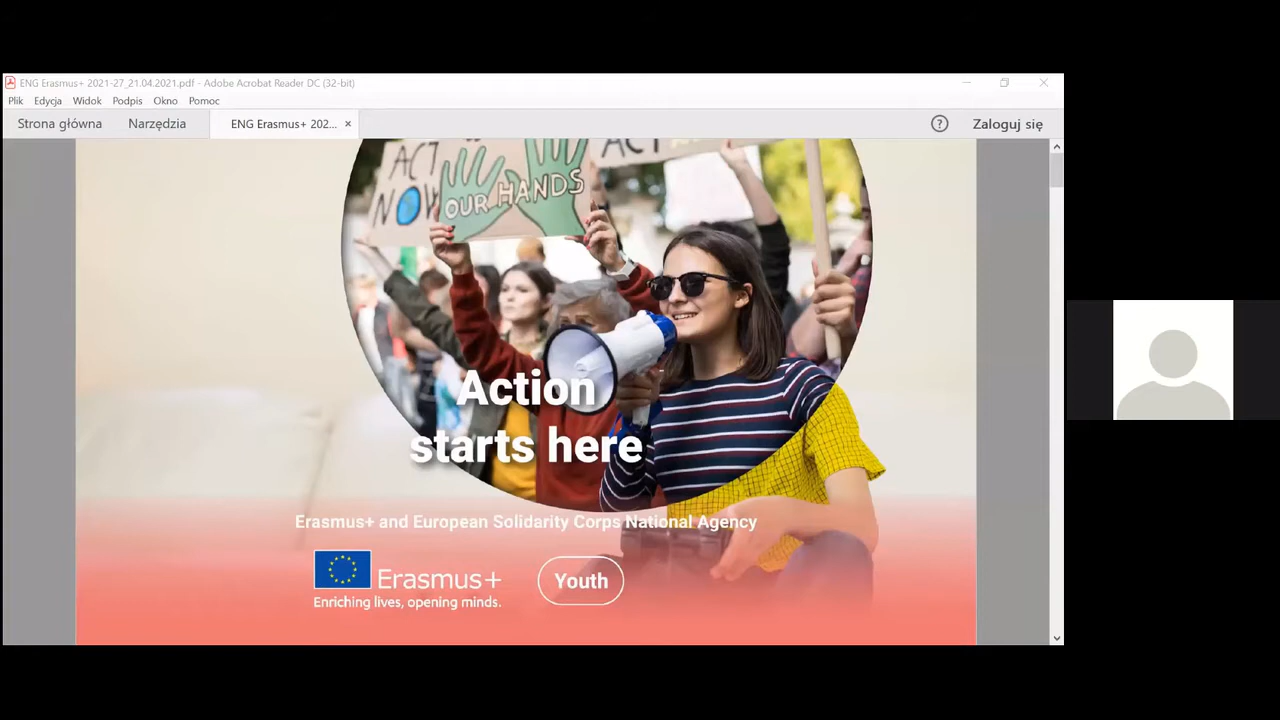 ENG Erasmus+ 2021-27_21.04.2021.pdf - Adobe Acrobat Reader DC (32-bit)
Plik Edycja Widok Podpis Okno Pomoc
Strona główna Narzędzia ENG Erasmus+ 202... × ? Zaloguj się
ACT
NOW
OUR HANDS
ACT
Action
starts here
Erasmus+ and European Solidarity Corps National Agency
Erasmus+
Enriching lives, opening minds.
Youth